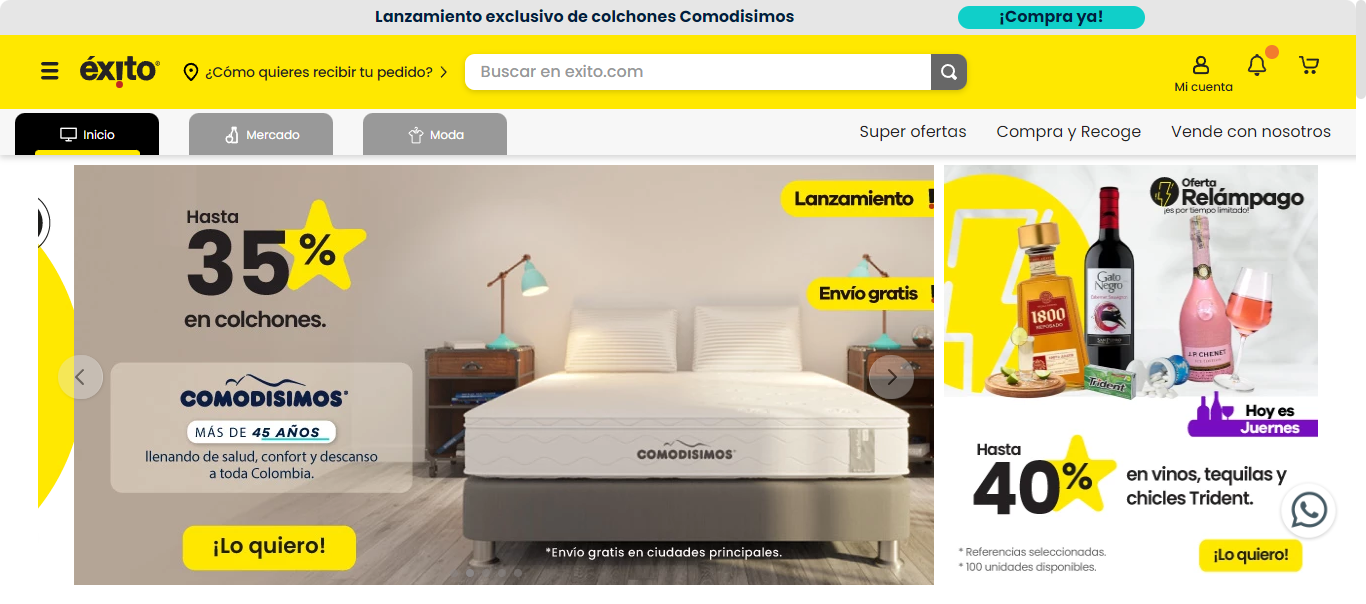 Lanzamiento exclusivo de colchones Comodisimos
¡Compra ya!
éxito
¿Cómo quieres recibir tu pedido?
Buscar en exito.com
Mi cuenta
Inicio
Mercado
Moda
Super ofertas
Compra y Recoge
Vende con nosotros
Hasta
35%
en colchones.
COMODISIMOS®
MÁS DE 45 AÑOS
llenando de salud, confort y descanso
a toda Colombia.
¡Lo quiero!
Lanzamiento
Envío gratis
COMODISIMOS
*Envío gratis en ciudades principales.
Oferta
Relámpago
¡es por tiempo limitado!
1800
REPOSADO
Gato
Negro
J.P. CHENET
Trident
Hoy es
Juernes
Hasta
40%
en vinos, tequilas y
chicles Trident.
* Referencias seleccionadas.
* 100 unidades disponibles.
¡Lo quiero!